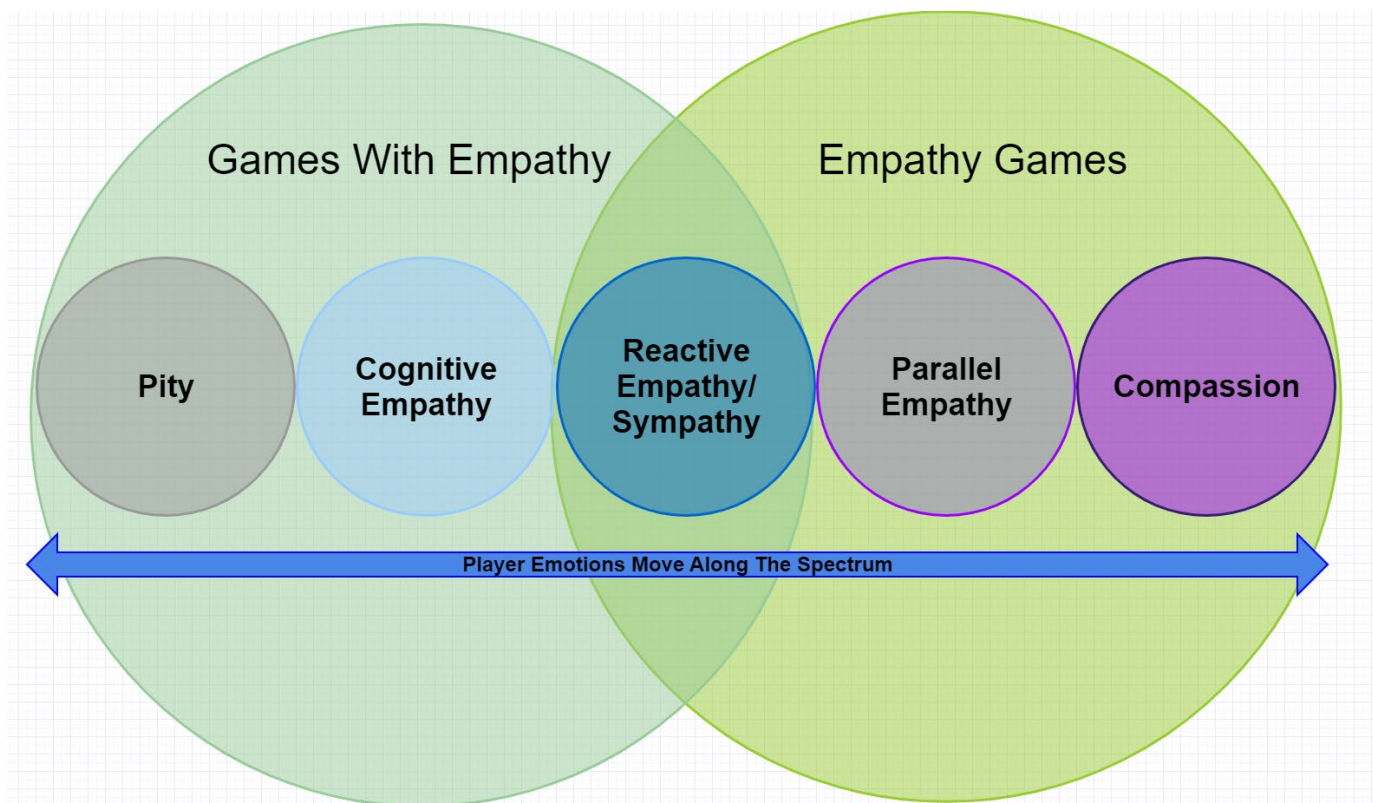 Games With Empathy
Empathy Games
Pity
Cognitive
Empathy
Reactive
Empathy/
Sympathy
Parallel
Empathy
Compassion
Player Emotions Move Along The Spectrum